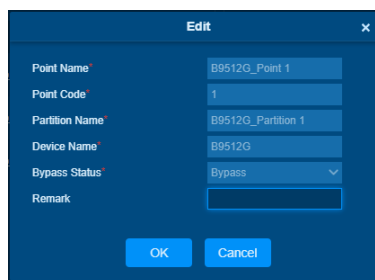 Edit ×
Point Name* B9512G_Point 1
Point Code* 1
Partition Name* B9512G_Partition 1
Device Name* B9512G
Bypass Status* Bypass
Remark
OK Cancel